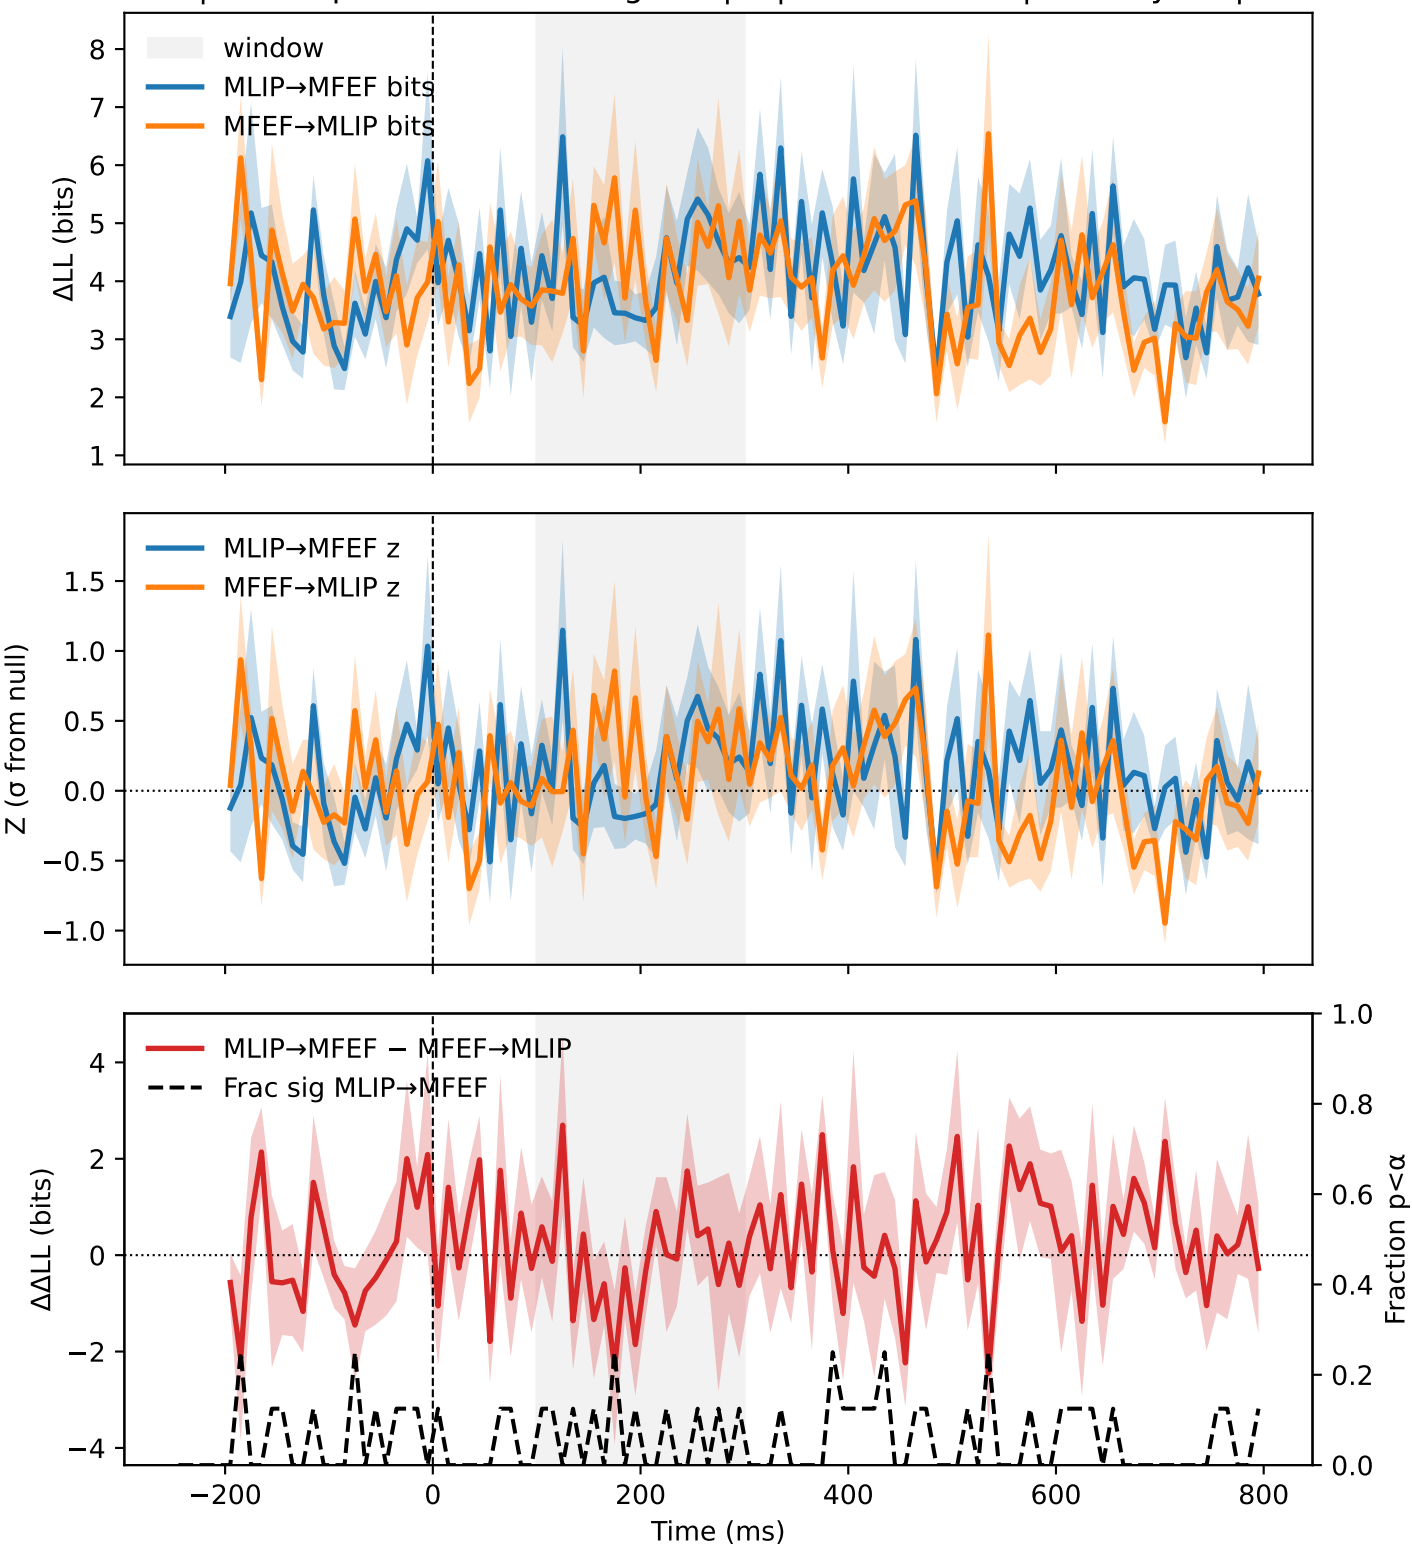 8
7
6
5
4
3
2
1
ΔLL (bits)
window
MLIP→MFEF bits
MFEF→MLIP bits
1.5
1.0
0.5
0.0
−0.5
−1.0
Z (σ from null)
MLIP→MFEF z
MFEF→MLIP z
4
2
0
−2
−4
ΔΔLL (bits)
MLIP→MFEF − MFEF→MLIP
Frac sig MLIP→MFEF
1.0
0.8
0.6
0.4
0.2
0.0
Fraction p<α
−200
0
200
400
600
800
Time (ms)